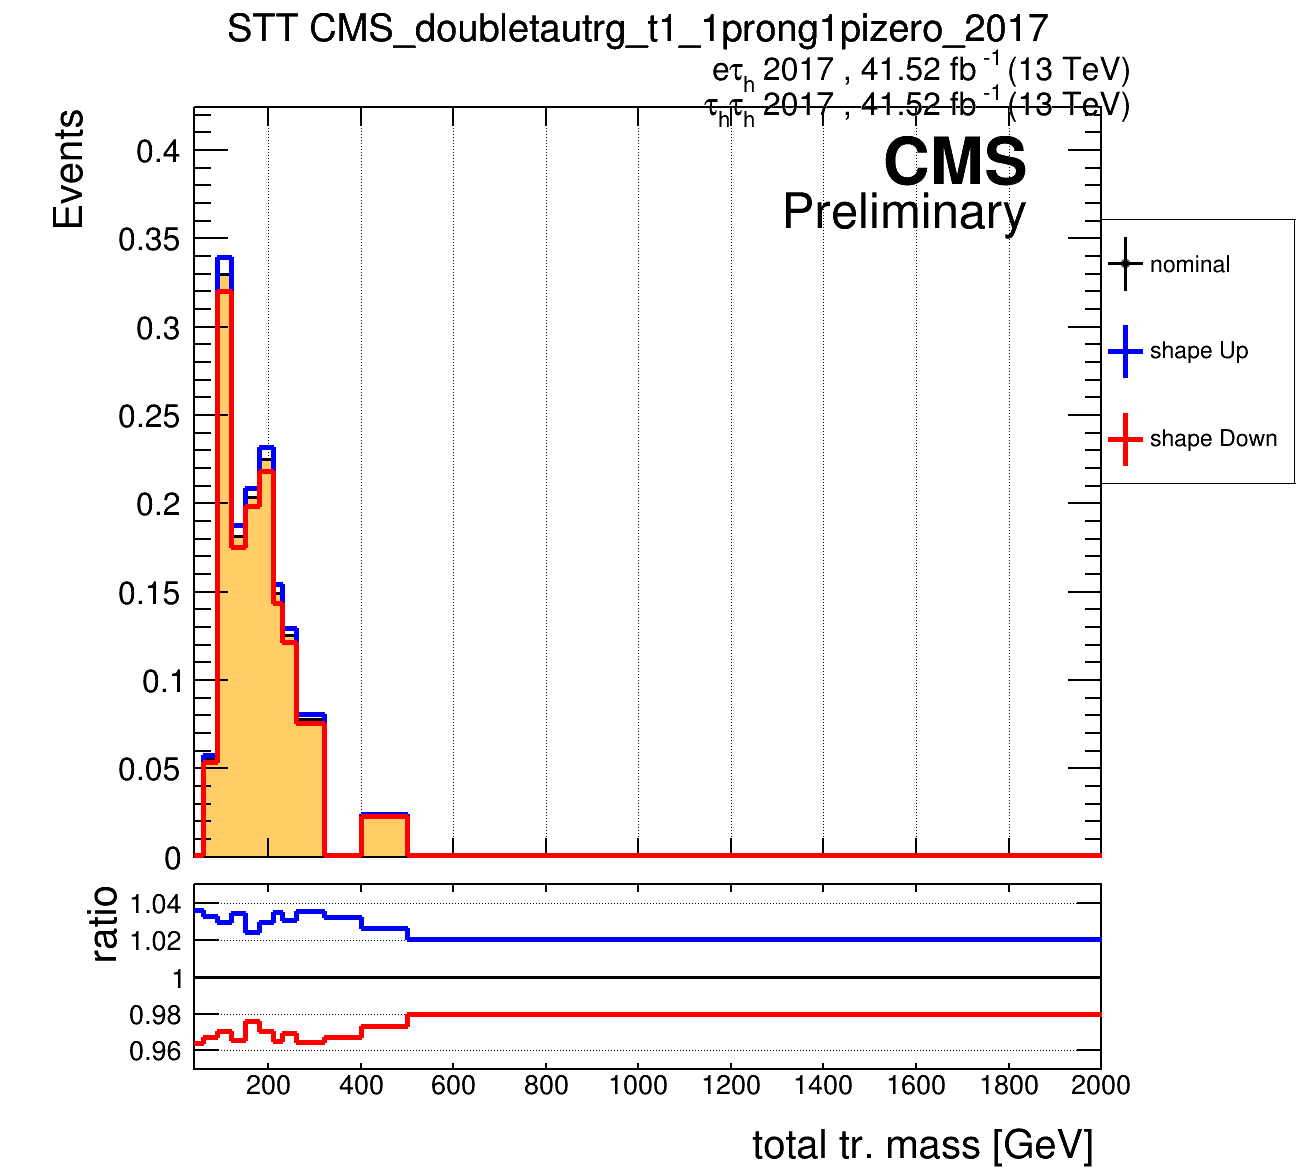 STT CMS_doubletautrg_t1_1prong1pizero_2017
eτh 2017 , 41.52 fb-1 (13 TeV)
τhτh 2017 , 41.52 fb-1 (13 TeV)
CMS
Preliminary
Events
0.4
0.35
0.3
0.25
0.2
0.15
0.1
0.05
0
nominal
shape Up
shape Down
ratio
1.04
1.02
1
0.98
0.96
200 400 600 800 1000 1200 1400 1600 1800 2000
total tr. mass [GeV]